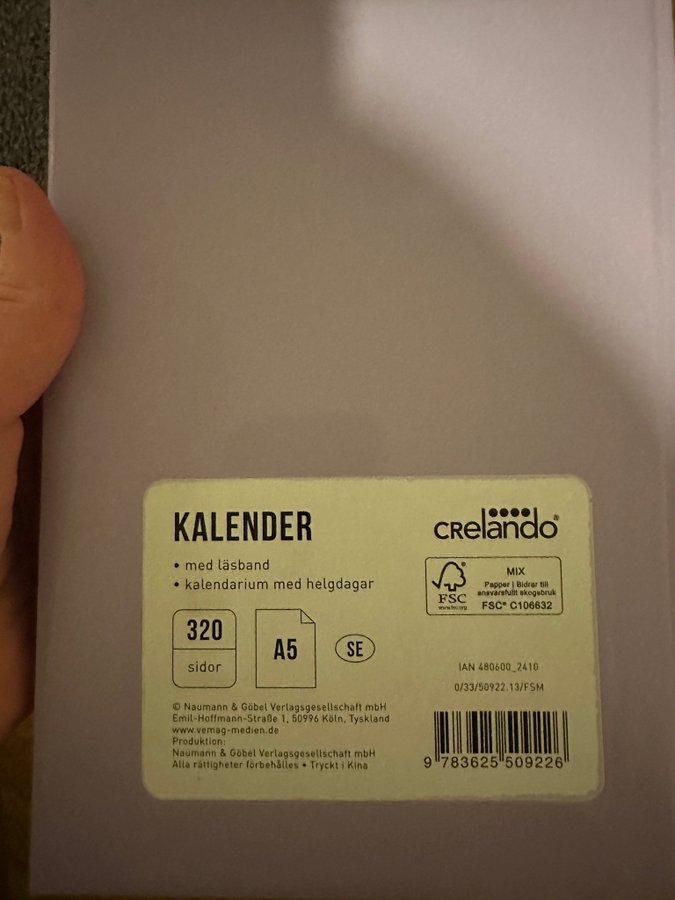 KALENDER
• med läsband
• kalendarium med helgdagar
320
sidor
A5
SE
© Naumann & Göbel Verlagsgesellschaft mbH
Emil-Hoffmann-Straße 1, 50996 Köln, Tyskland
www.vemag-medien.de
Produktion:
Naumann & Göbel Verlagsgesellschaft mbH
Alla rättigheter förbehålles • Tryckt i Kina
crelando®
FSC
www.fsc.org
MIX
Papper | Bidrar till
ansvarsfullt skogsbruk
FSC® C106632
IAN 480600_2410
0/33/50922.13/FSM
9 783625 509226